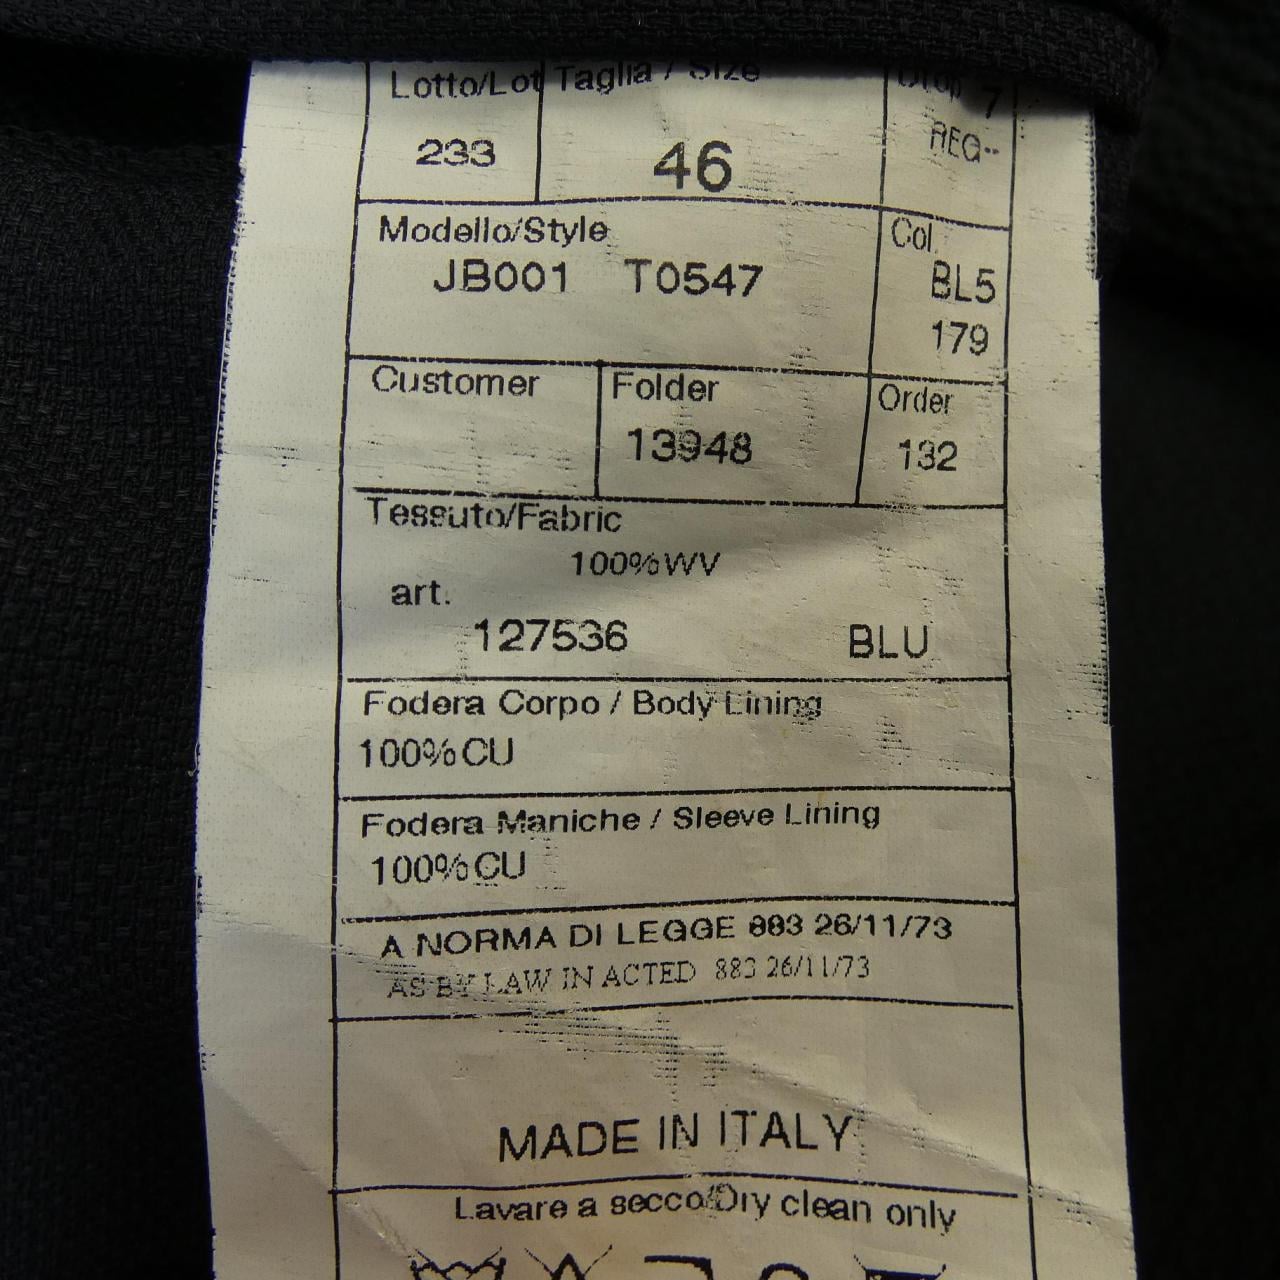 Lotto/Lot Taglia / Size Drop 7
233 46 REG--
Modello/Style Col.
JB001 T0547 BL5
179
Customer Folder Order
13948 132
Tessuto/Fabric
100%WV
art.
127536 BLU
Fodera Corpo / Body Lining
100%CU
Fodera Maniche / Sleeve Lining
100%CU
A NORMA DI LEGGE 883 26/11/73
AS BY LAW IN ACTED 883 26/11/73
MADE IN ITALY
Lavare a secco/Dry clean only